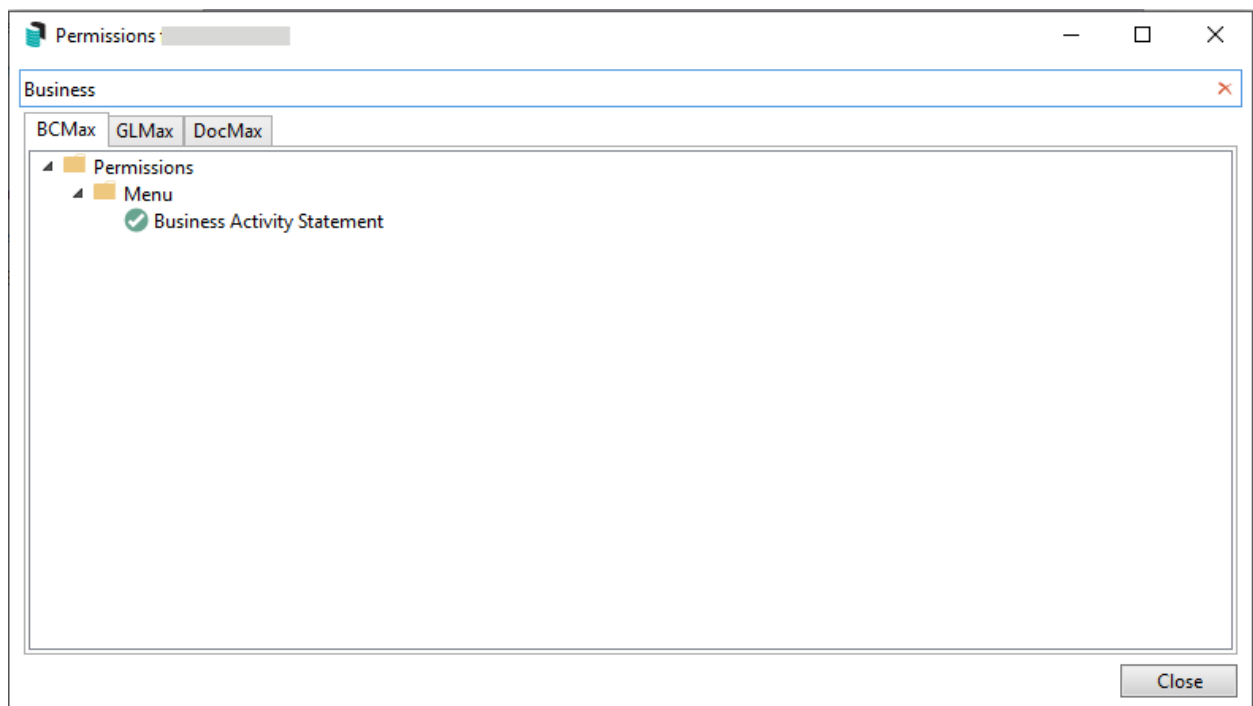 Permissions
Business
BCMax GLMax DocMax
Permissions
Menu
Business Activity Statement
Close